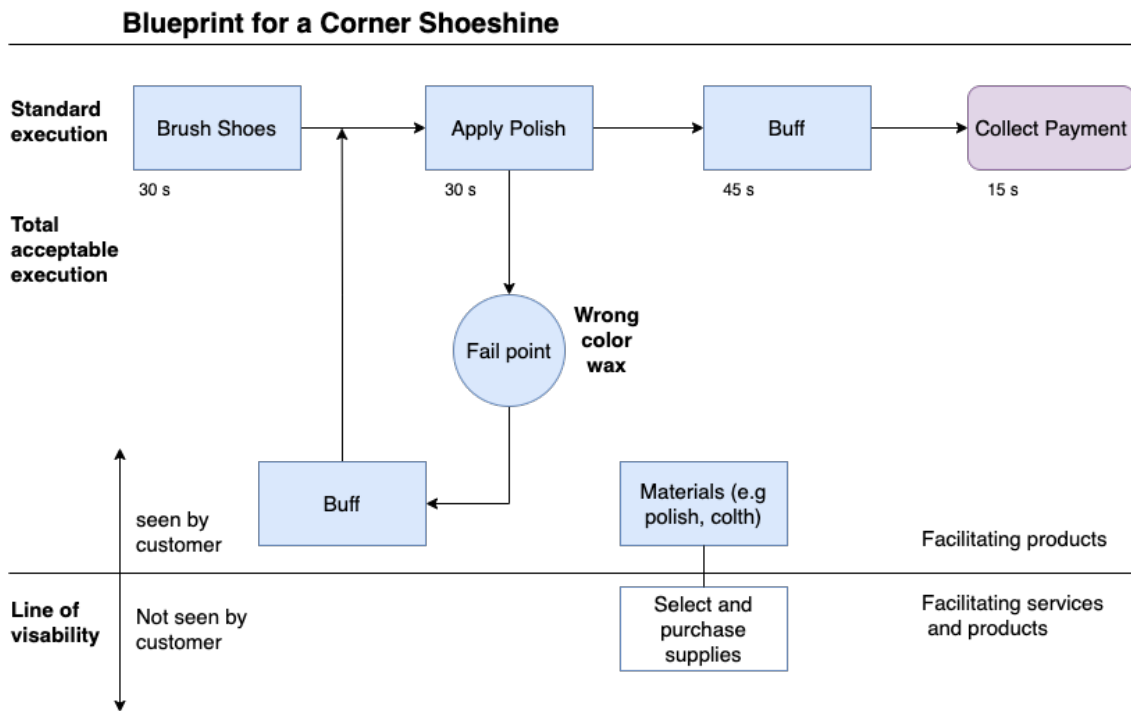 Blueprint for a Corner Shoeshine
Standard
execution
Brush Shoes
Apply Polish
Buff
Collect Payment
30 s
30 s
45 s
15 s
Total
acceptable
execution
Fail point
Wrong
color
wax
Buff
Materials (e.g
polish, colth)
seen by
customer
Facilitating products
Line of
visability
Not seen by
customer
Select and
purchase
supplies
Facilitating services
and products